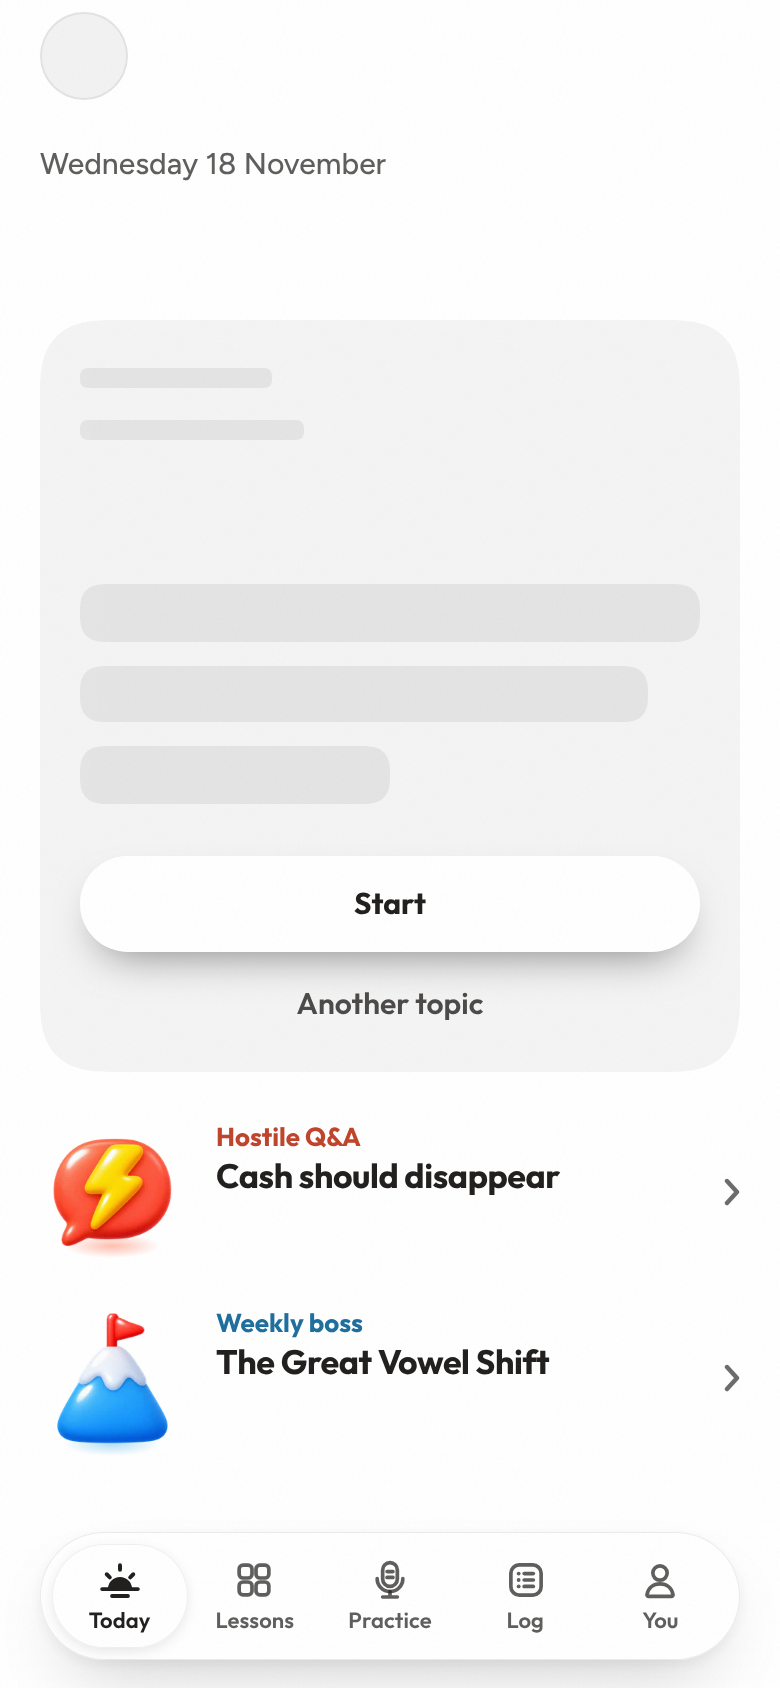 Wednesday 18 November
Start
Another topic
Hostile Q&A
Cash should disappear
Weekly boss
The Great Vowel Shift
Today
Lessons
Practice
Log
You